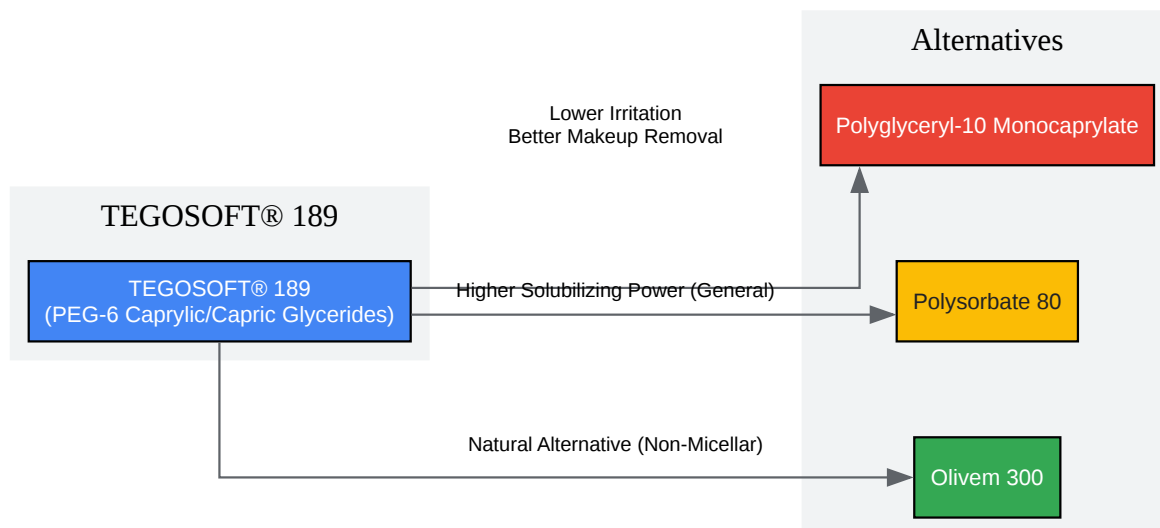 Alternatives
Lower Irritation
Better Makeup Removal
Polyglyceryl-10 Monocaprylate
TEGOSOFT® 189
TEGOSOFT® 189
(PEG-6 Caprylic/Capric Glycerides)
Higher Solubilizing Power (General)
Polysorbate 80
Natural Alternative (Non-Micellar)
Olivem 300